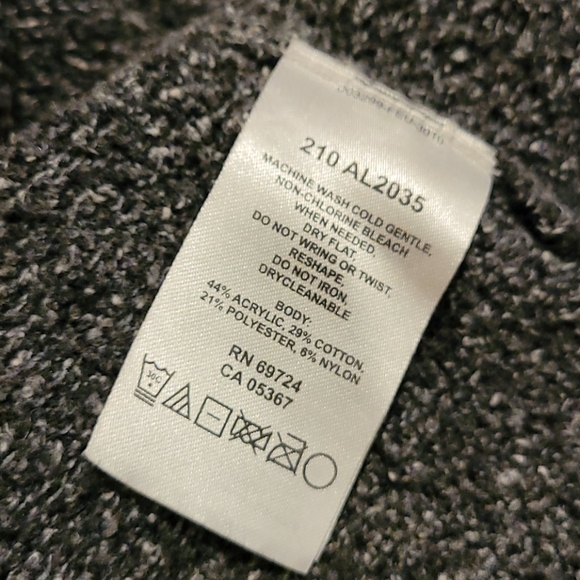 210 AL2035
MACHINE WASH COLD GENTLE,
NON-CHLORINE BLEACH
WHEN NEEDED,
DRY FLAT,
DO NOT WRING OR TWIST,
RESHAPE,
DO NOT IRON,
DRYCLEANABLE
BODY:
44% ACRYLIC, 29% COTTON,
21% POLYESTER, 6% NYLON
RN 69724
CA 05367
30C